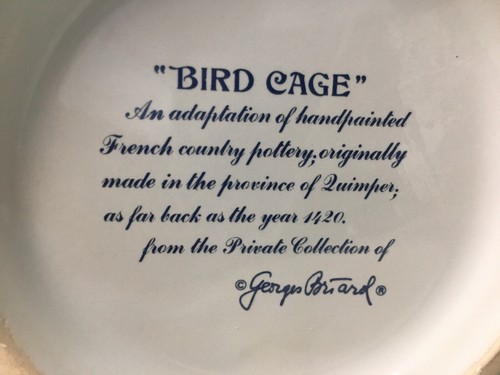 "BIRD CAGE"
An adaptation of handpainted
French country pottery; originally
made in the province of Quimper;
as far back as the year 1420.
from the Private Collection of
©Georges Briard®